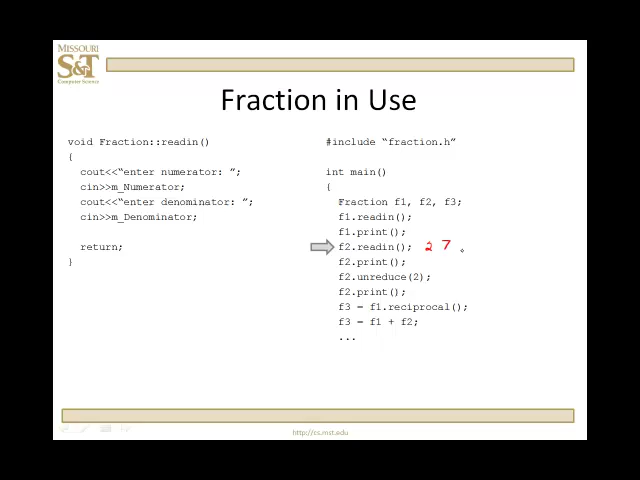 MISSOURI
S&T
Computer Science
Fraction in Use
void Fraction::readin()
{
cout<<“enter numerator: ”;
cin>>m_Numerator;
cout<<“enter denominator: ”;
cin>>m_Denominator;
return;
}
#include “fraction.h”
int main()
{
Fraction f1, f2, f3;
f1.readin();
f1.print();
f2.readin(); 2 7
f2.print();
f2.unreduce(2);
f2.print();
f3 = f1.reciprocal();
f3 = f1 + f2;
...
http://cs.mst.edu